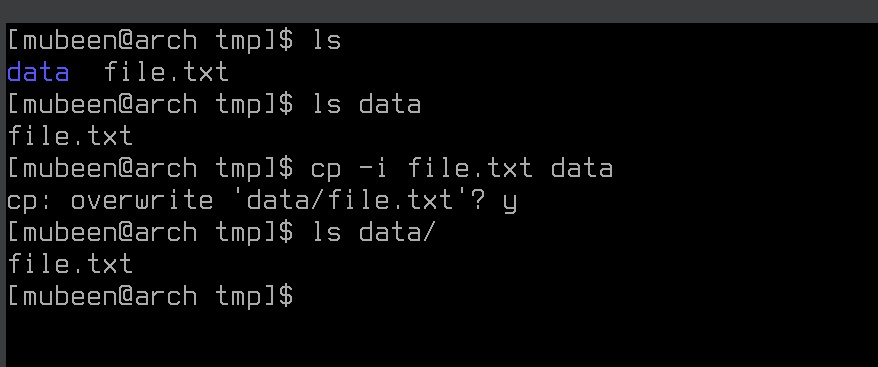 [mubeen@arch tmp]$ ls
data  file.txt
[mubeen@arch tmp]$ ls data
file.txt
[mubeen@arch tmp]$ cp -i file.txt data
cp: overwrite 'data/file.txt'? y
[mubeen@arch tmp]$ ls data/
file.txt
[mubeen@arch tmp]$